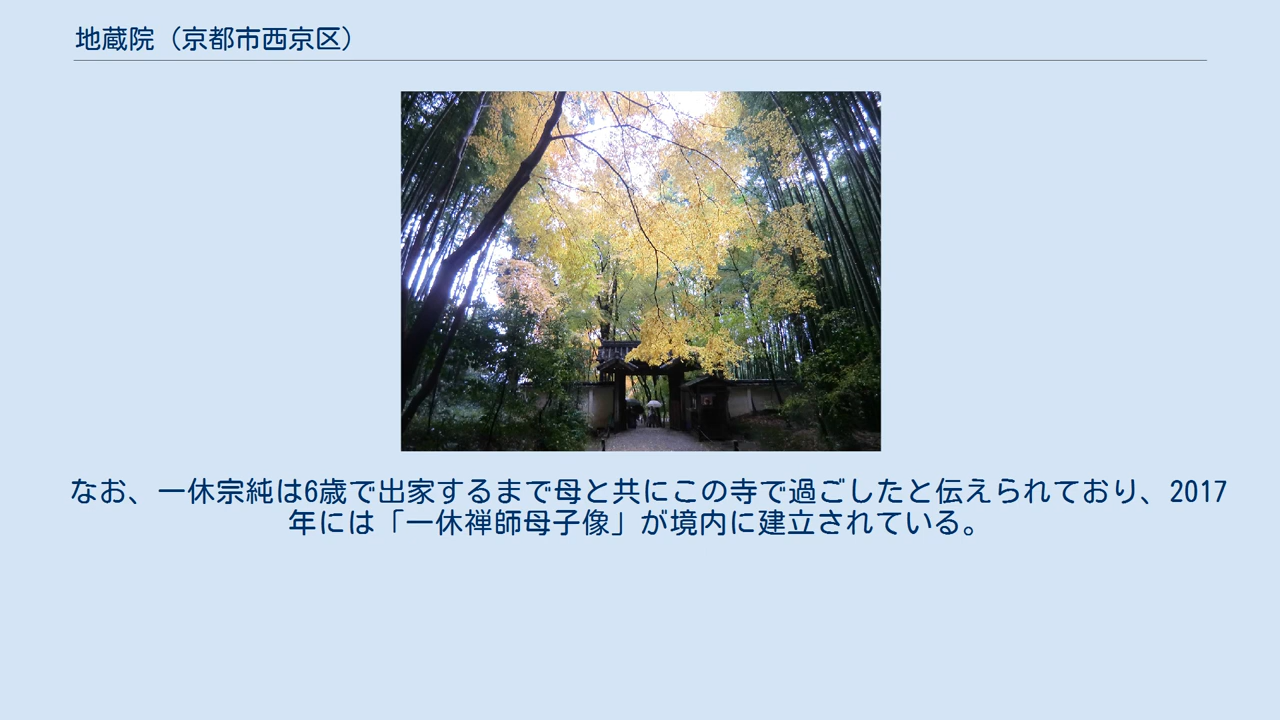 地蔵院（京都市西京区）
なお、一休宗純は6歳で出家するまで母と共にこの寺で過ごしたと伝えられており、2017
年には「一休禅師母子像」が境内に建立されている。